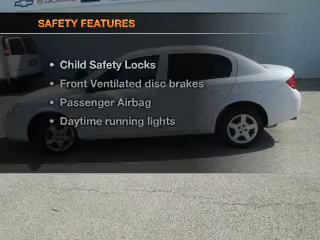 SAFETY FEATURES
• Child Safety Locks
• Front Ventilated disc brakes
• Passenger Airbag
• Daytime running lights